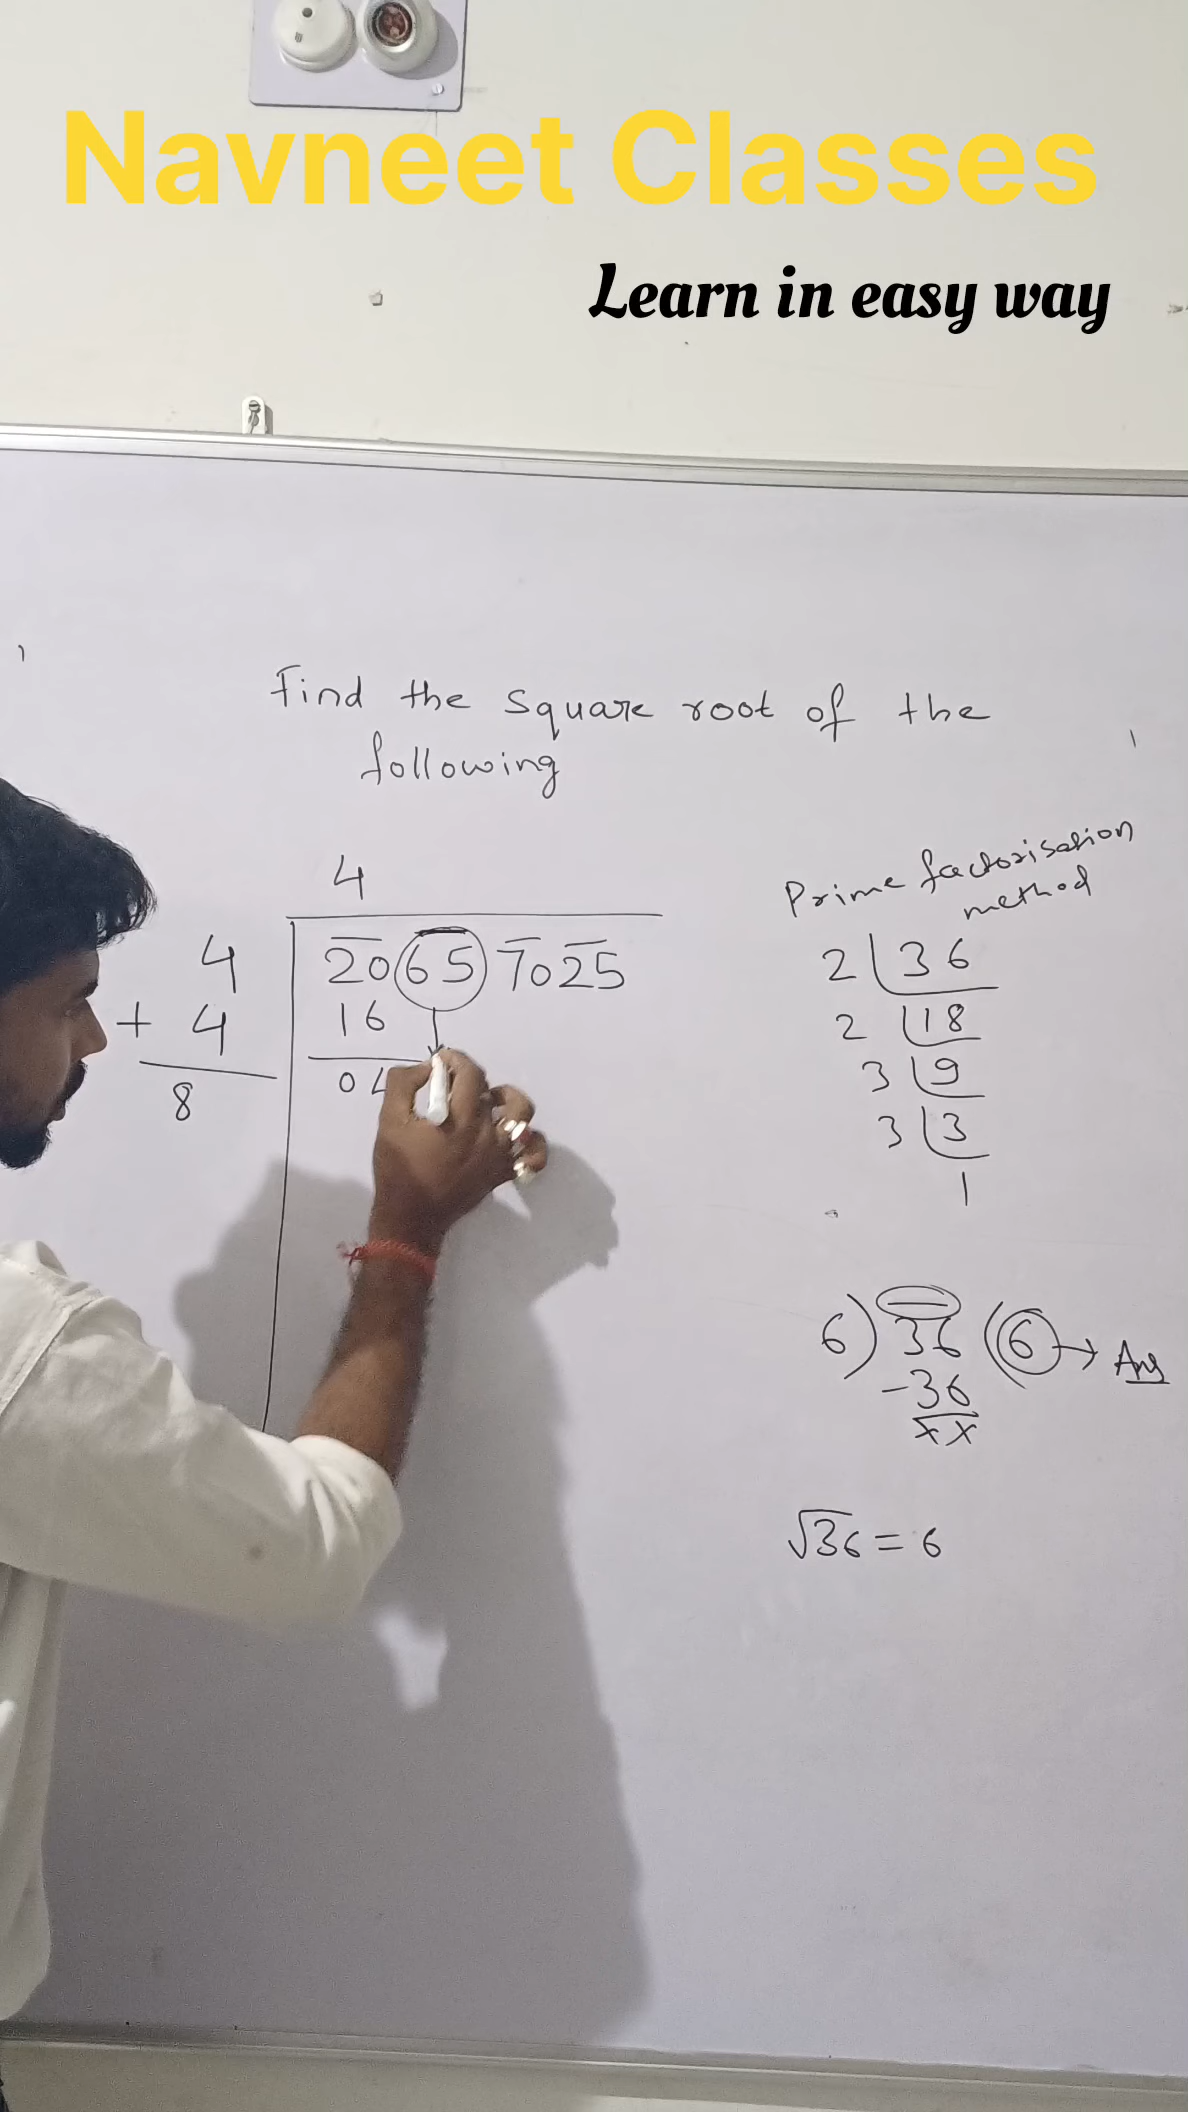 Navneet Classes
Learn in easy way
Find the square root of the
following
Prime factorisation
method
4
4
20 65 70 25
+ 4
16
8
0 4
2 36
2 18
3 9
3 3
1
6) 36 (6 → Ans
-36
x x
√36 = 6